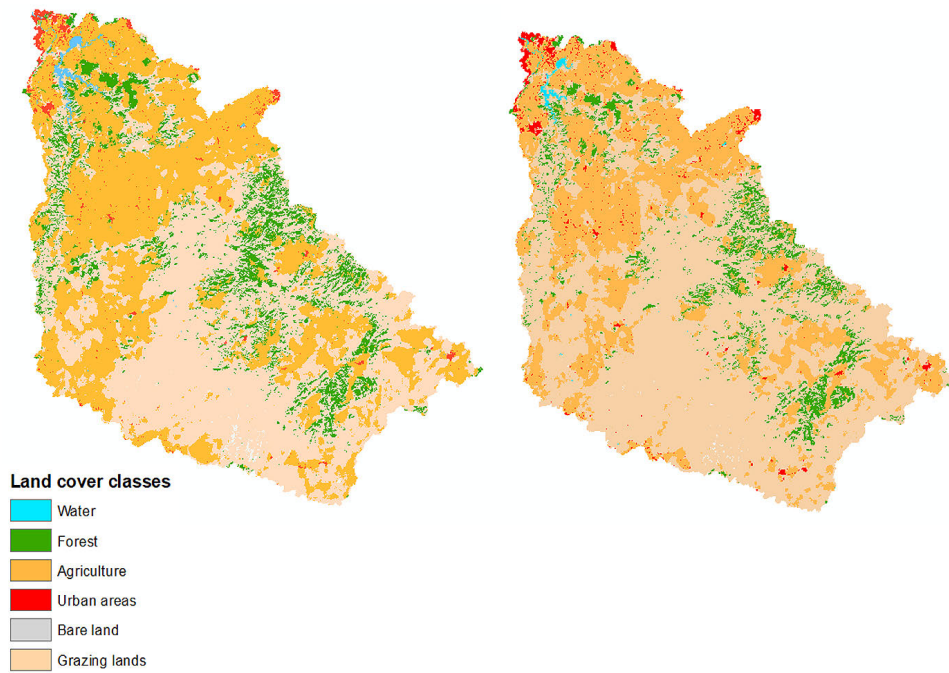 Land cover classes
Water
Forest
Agriculture
Urban areas
Bare land
Grazing lands